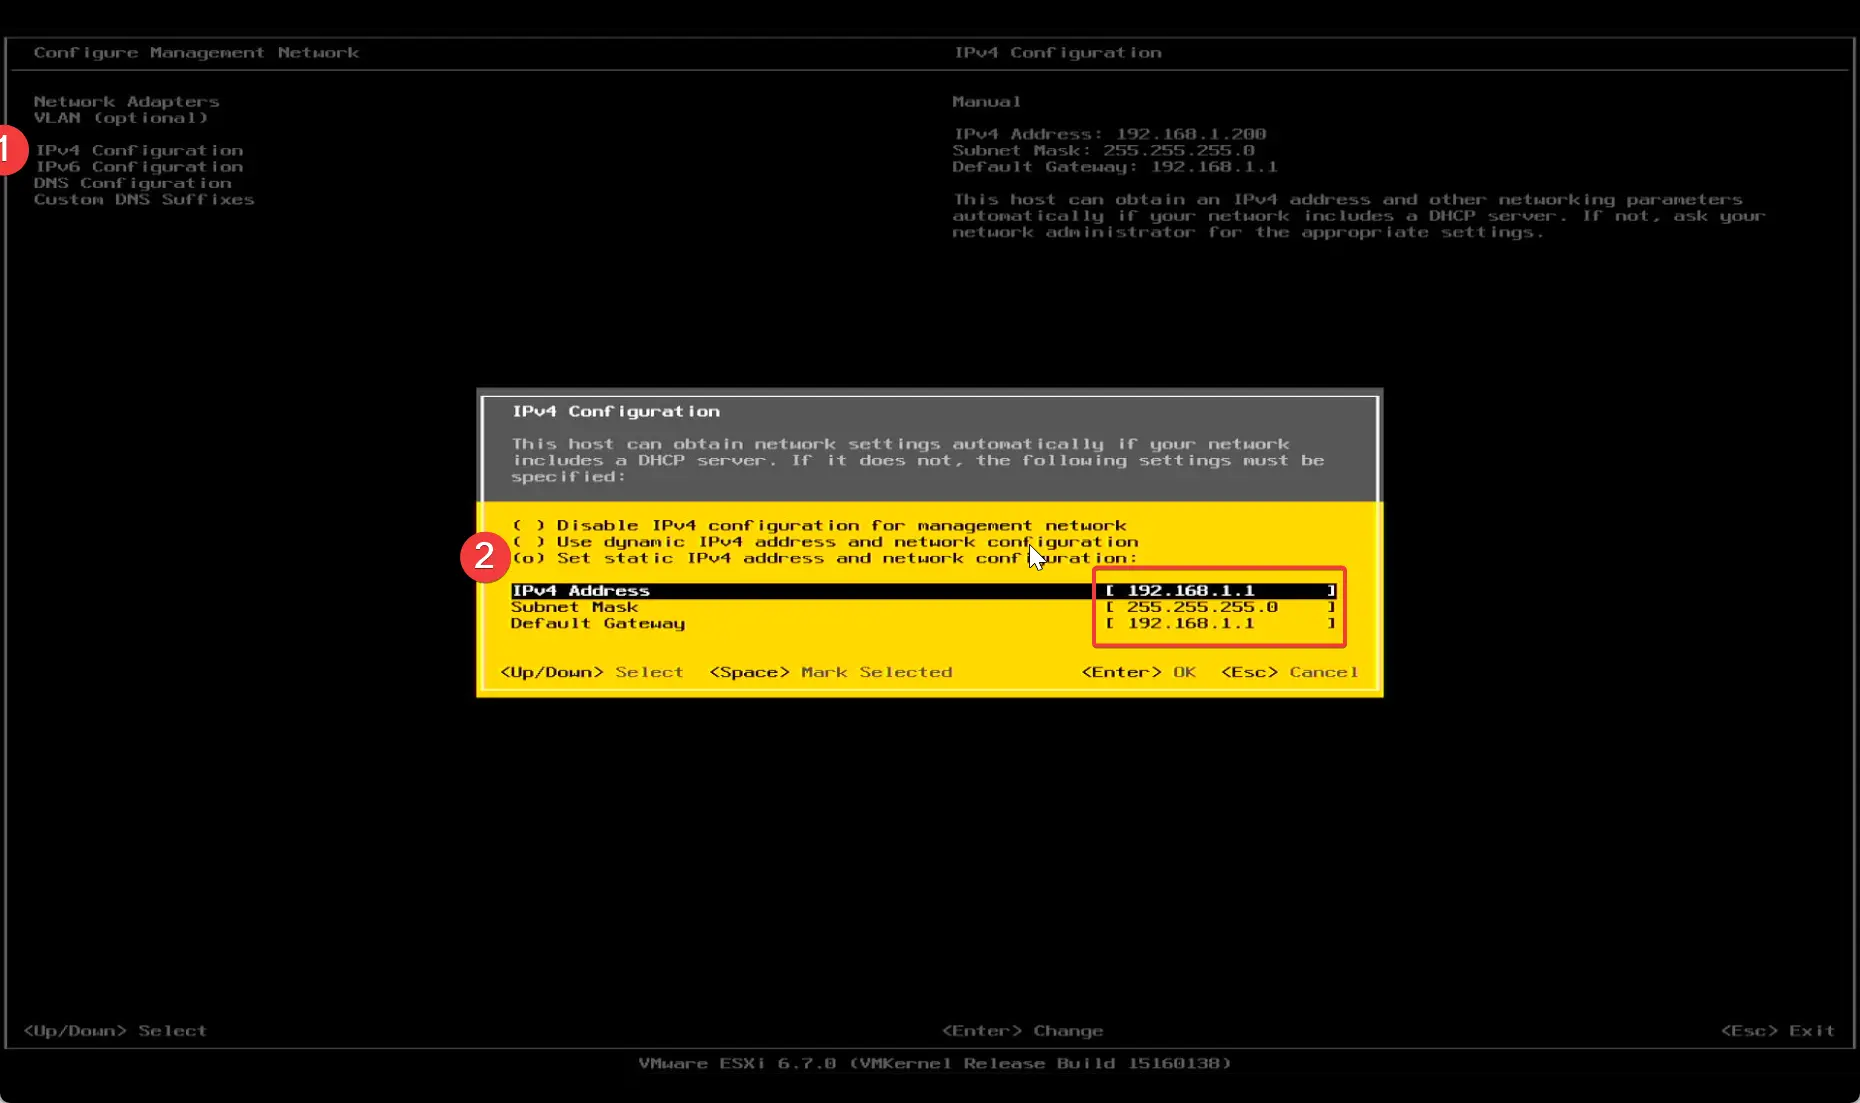 Configure Management Network
IPv4 Configuration
Network Adapters
VLAN (optional)
1
IPv4 Configuration
IPv6 Configuration
DNS Configuration
Custom DNS Suffixes
Manual
IPv4 Address: 192.168.1.200
Subnet Mask: 255.255.255.0
Default Gateway: 192.168.1.1
This host can obtain an IPv4 address and other networking parameters
automatically if your network includes a DHCP server. If not, ask your
network administrator for the appropriate settings.
IPv4 Configuration
This host can obtain network settings automatically if your network
includes a DHCP server. If it does not, the following settings must be
specified:
( ) Disable IPv4 configuration for management network
( ) Use dynamic IPv4 address and network configuration
2
(o) Set static IPv4 address and network configuration:
IPv4 Address [ 192.168.1.1 ]
Subnet Mask [ 255.255.255.0 ]
Default Gateway [ 192.168.1.1 ]
<Up/Down> Select <Space> Mark Selected <Enter> OK <Esc> Cancel
<Up/Down> Select <Enter> Change <Esc> Exit
VMware ESXi 6.7.0 (VMKernel Release Build 15160138)